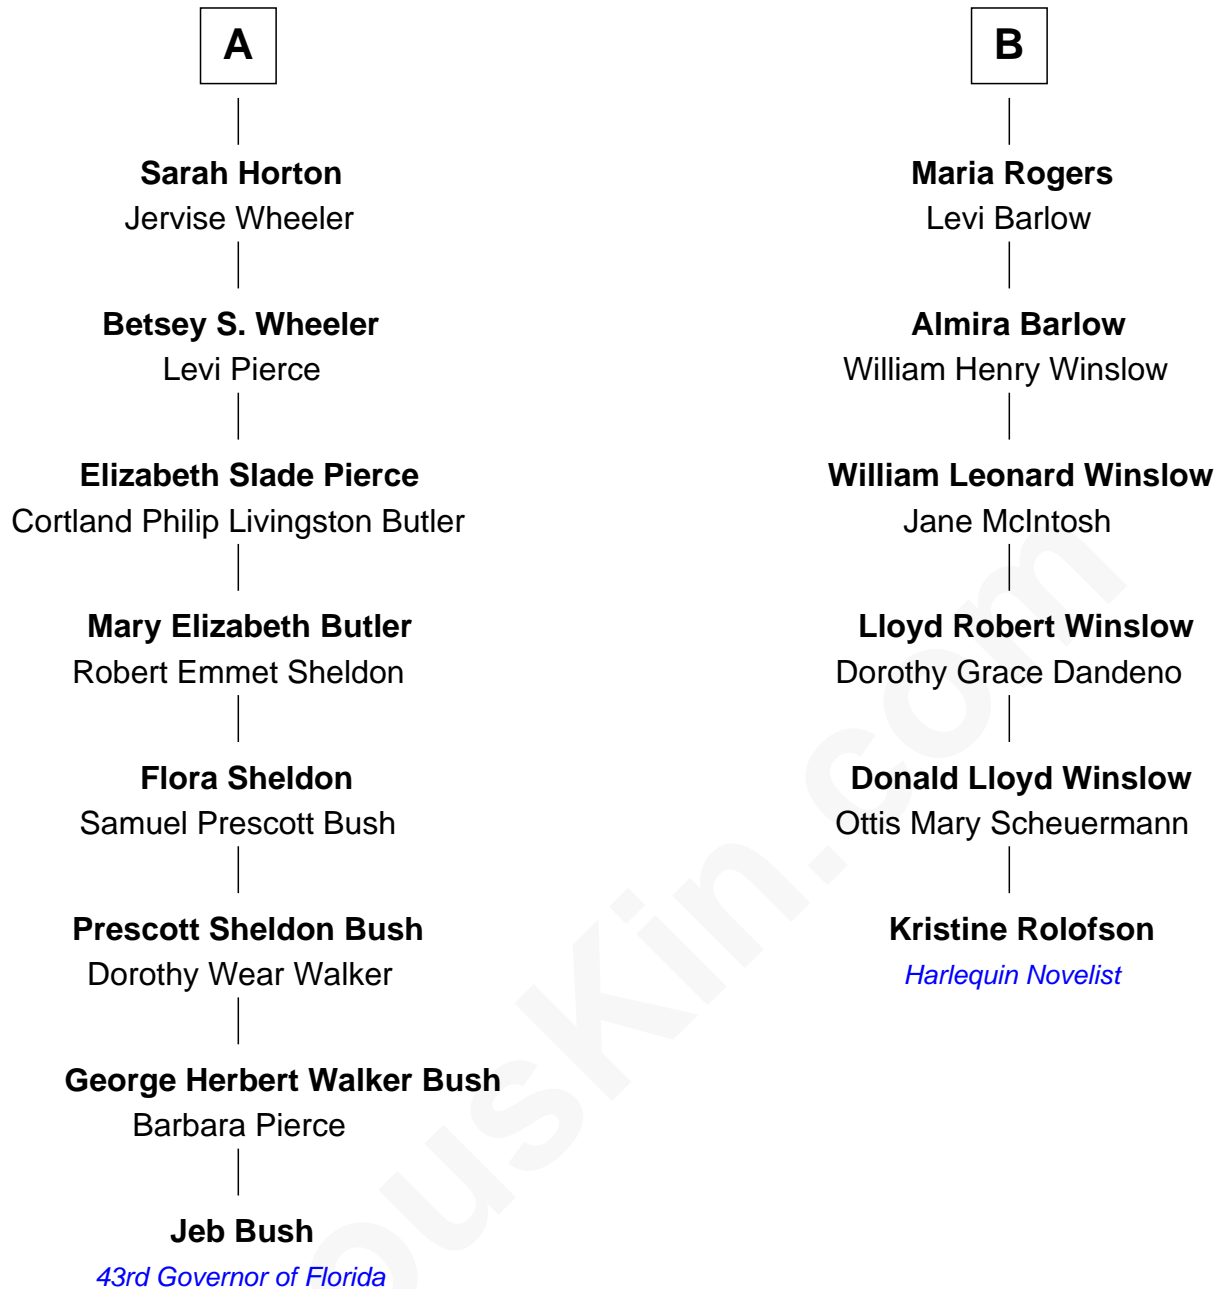 A
Sarah Horton
Jervise Wheeler
Betsey S. Wheeler
Levi Pierce
Elizabeth Slade Pierce
Cortland Philip Livingston Butler
Mary Elizabeth Butler
Robert Emmet Sheldon
Flora Sheldon
Samuel Prescott Bush
Prescott Sheldon Bush
Dorothy Wear Walker
George Herbert Walker Bush
Barbara Pierce
Jeb Bush
43rd Governor of Florida
B
Maria Rogers
Levi Barlow
Almira Barlow
William Henry Winslow
William Leonard Winslow
Jane McIntosh
Lloyd Robert Winslow
Dorothy Grace Dandeno
Donald Lloyd Winslow
Ottis Mary Scheuermann
Kristine Rolofson
Harlequin Novelist
ousKin.com